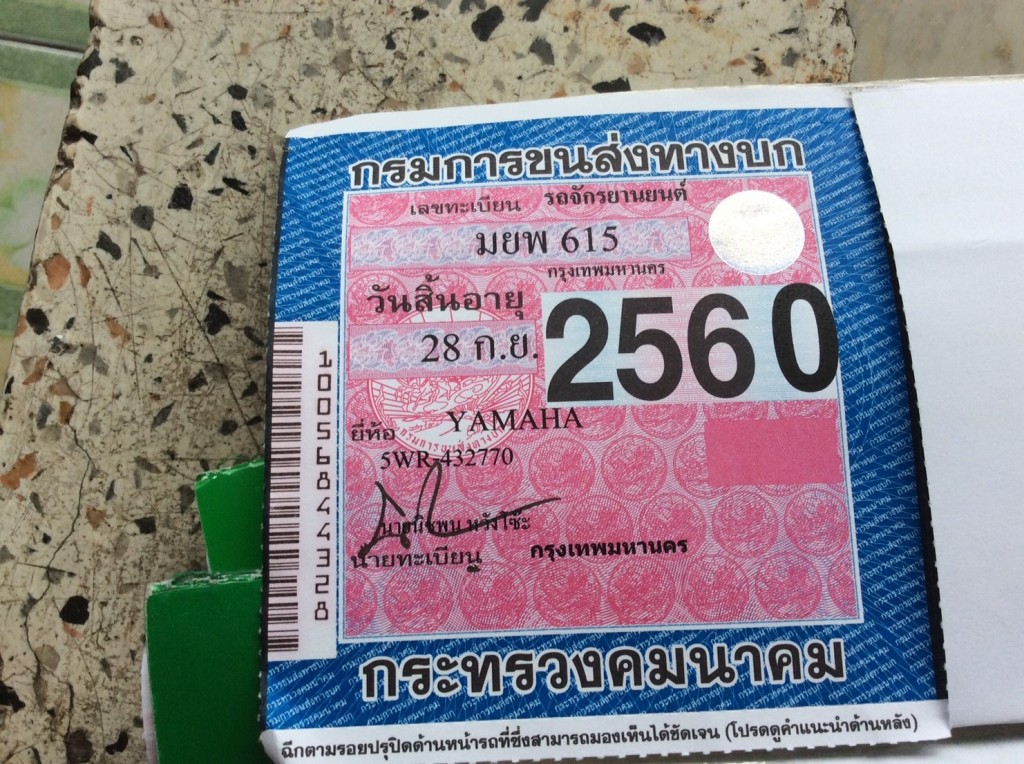 กรมการขนส่งทางบก
เลขทะเบียน รถจักรยานยนต์
มยพ 615
กรุงเทพมหานคร
วันสิ้นอายุ
28 ก.ย. 2560
ยี่ห้อ YAMAHA
5WR-432770
นายทะเบียน กรุงเทพมหานคร
1005684434328
กระทรวงคมนาคม
ฉีกตามรอยปรุปิดด้านหน้ารถที่ซึ่งสามารถมองเห็นได้ชัดเจน (โปรดดูคำแนะนำด้านหลัง)